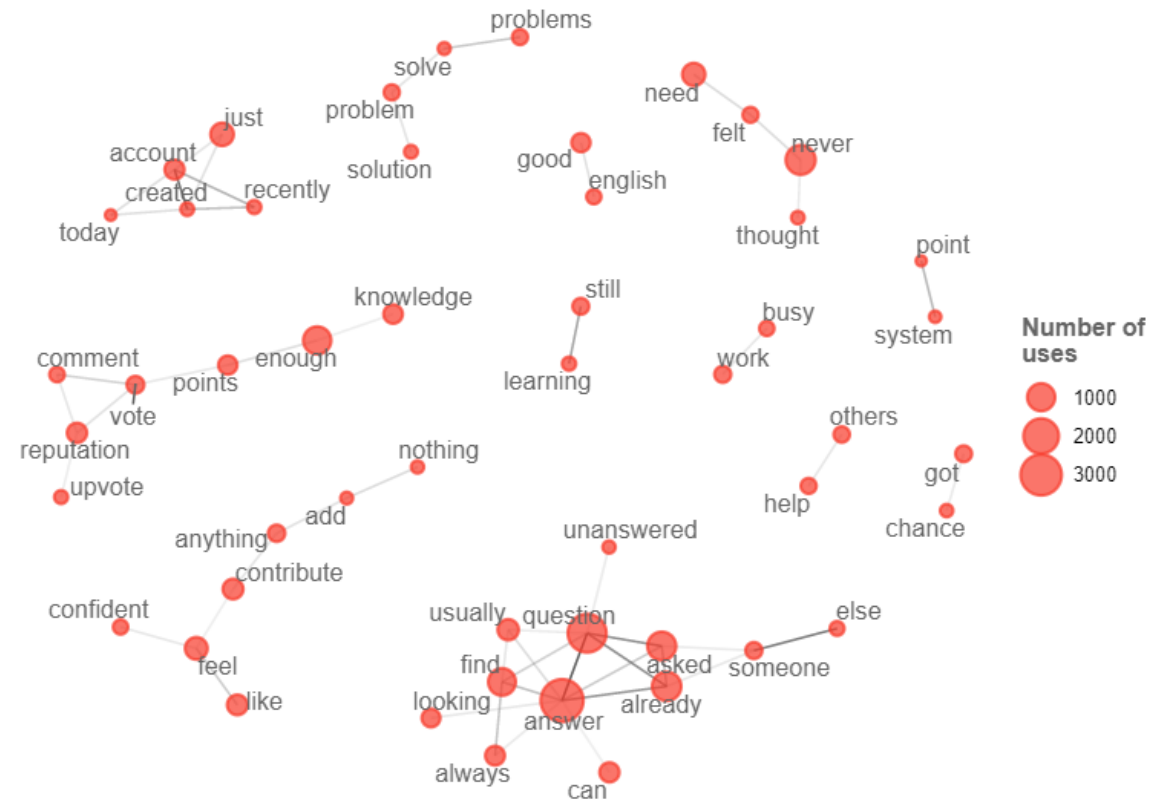 problems
solve
need
problem
felt
just
never
account
good
solution
english
created
recently
today
thought
point
still
knowledge
busy
system
comment
enough
work
points
learning
vote
others
reputation
nothing
got
upvote
help
add
chance
unanswered
anything
contribute
confident
usually
question
else
feel
find
asked
someone
like
looking
already
answer
always
can
Number of
uses
1000
2000
3000